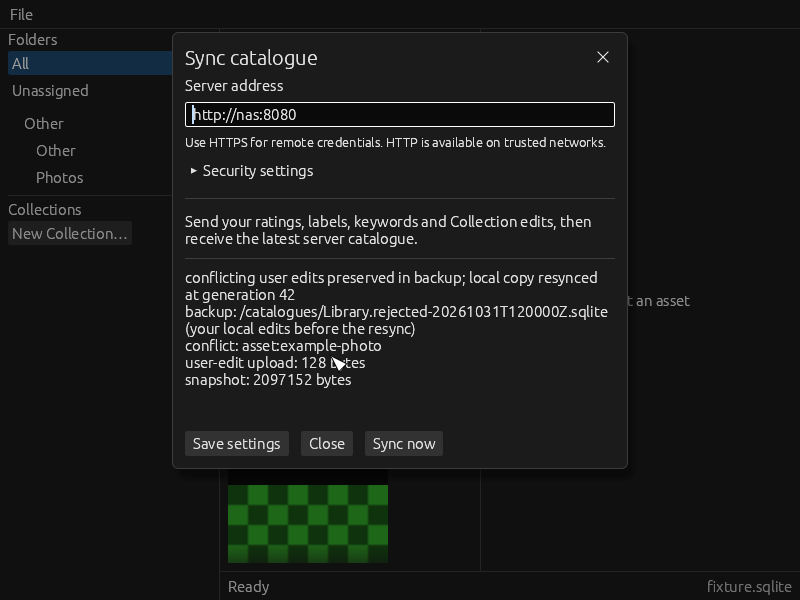 File
Folders
All
Unassigned
Other
Other
Photos
Collections
New Collection...
Sync catalogue
Server address
http://nas:8080
Use HTTPS for remote credentials. HTTP is available on trusted networks.
Security settings
Send your ratings, labels, keywords and Collection edits, then
receive the latest server catalogue.
conflicting user edits preserved in backup; local copy resynced
at generation 42
backup: /catalogues/Library.rejected-20261031T120000Z.sqlite
(your local edits before the resync)
conflict: asset:example-photo
user-edit upload: 128 bytes
snapshot: 2097152 bytes
Save settings
Close
Sync now
t an asset
Ready
fixture.sqlite